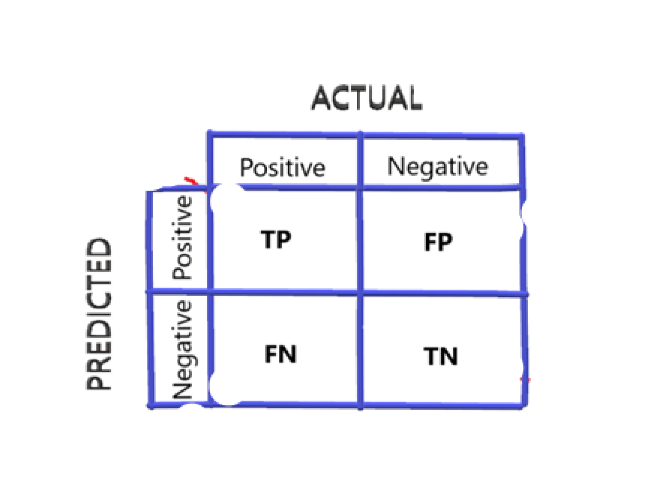 ACTUAL
Positive Negative
PREDICTED
Positive TP FP
Negative FN TN